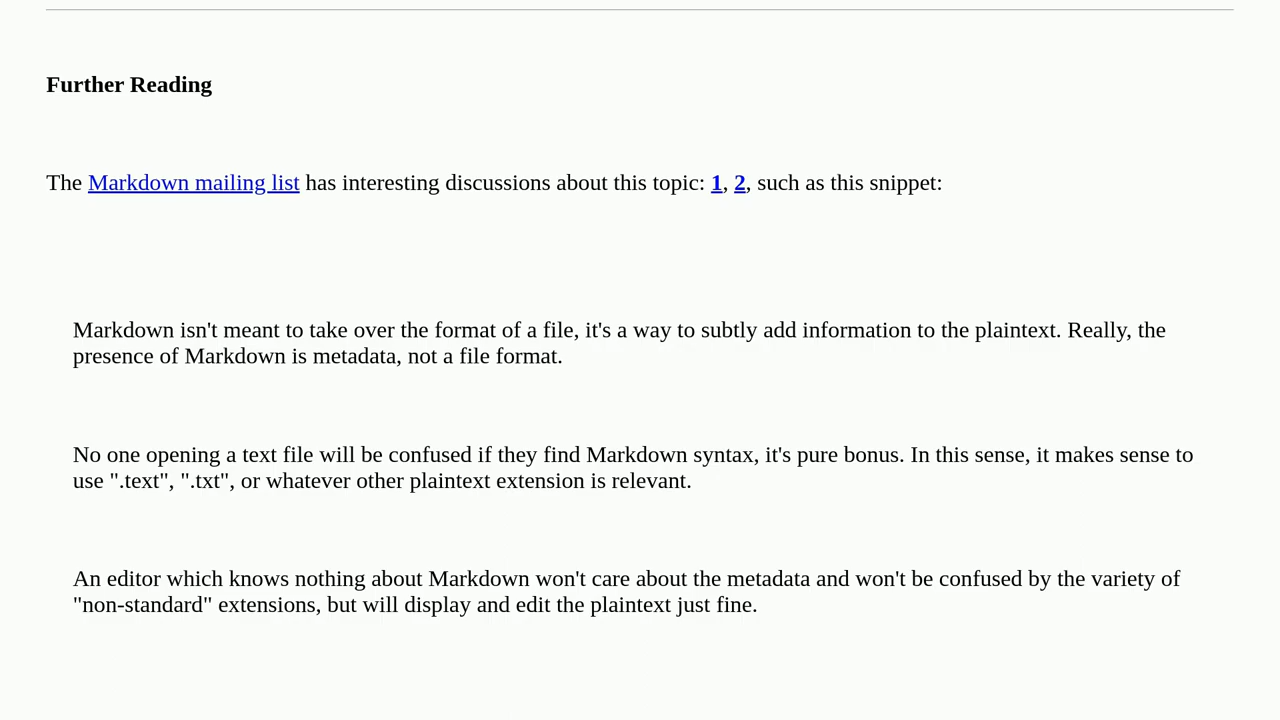 Further Reading
The Markdown mailing list has interesting discussions about this topic: 1, 2, such as this snippet:
Markdown isn't meant to take over the format of a file, it's a way to subtly add information to the plaintext. Really, the
presence of Markdown is metadata, not a file format.
No one opening a text file will be confused if they find Markdown syntax, it's pure bonus. In this sense, it makes sense to
use ".text", ".txt", or whatever other plaintext extension is relevant.
An editor which knows nothing about Markdown won't care about the metadata and won't be confused by the variety of
"non-standard" extensions, but will display and edit the plaintext just fine.